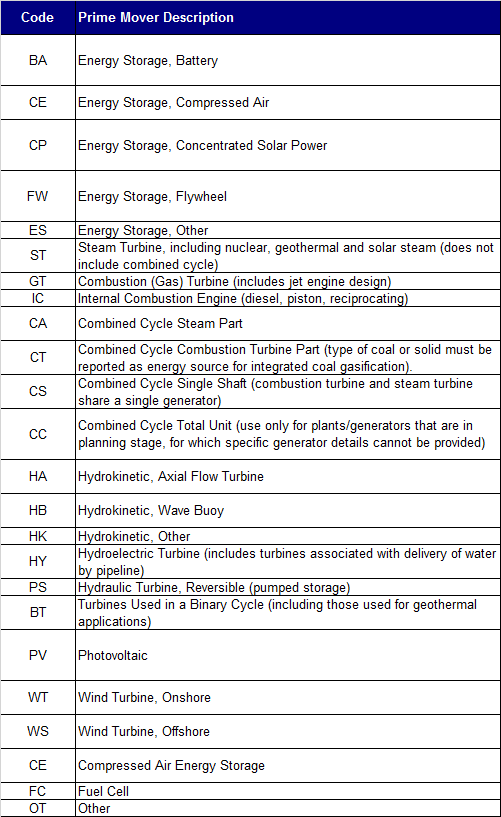 Code Prime Mover Description
BA Energy Storage, Battery
CE Energy Storage, Compressed Air
CP Energy Storage, Concentrated Solar Power
FW Energy Storage, Flywheel
ES Energy Storage, Other
ST Steam Turbine, including nuclear, geothermal and solar steam (does not
include combined cycle)
GT Combustion (Gas) Turbine (includes jet engine design)
IC Internal Combustion Engine (diesel, piston, reciprocating)
CA Combined Cycle Steam Part
CT Combined Cycle Combustion Turbine Part (type of coal or solid must be
reported as energy source for integrated coal gasification).
CS Combined Cycle Single Shaft (combustion turbine and steam turbine
share a single generator)
CC Combined Cycle Total Unit (use only for plants/generators that are in
planning stage, for which specific generator details cannot be provided)
HA Hydrokinetic, Axial Flow Turbine
HB Hydrokinetic, Wave Buoy
HK Hydrokinetic, Other
HY Hydroelectric Turbine (includes turbines associated with delivery of water
by pipeline)
PS Hydraulic Turbine, Reversible (pumped storage)
BT Turbines Used in a Binary Cycle (including those used for geothermal
applications)
PV Photovoltaic
WT Wind Turbine, Onshore
WS Wind Turbine, Offshore
CE Compressed Air Energy Storage
FC Fuel Cell
OT Other